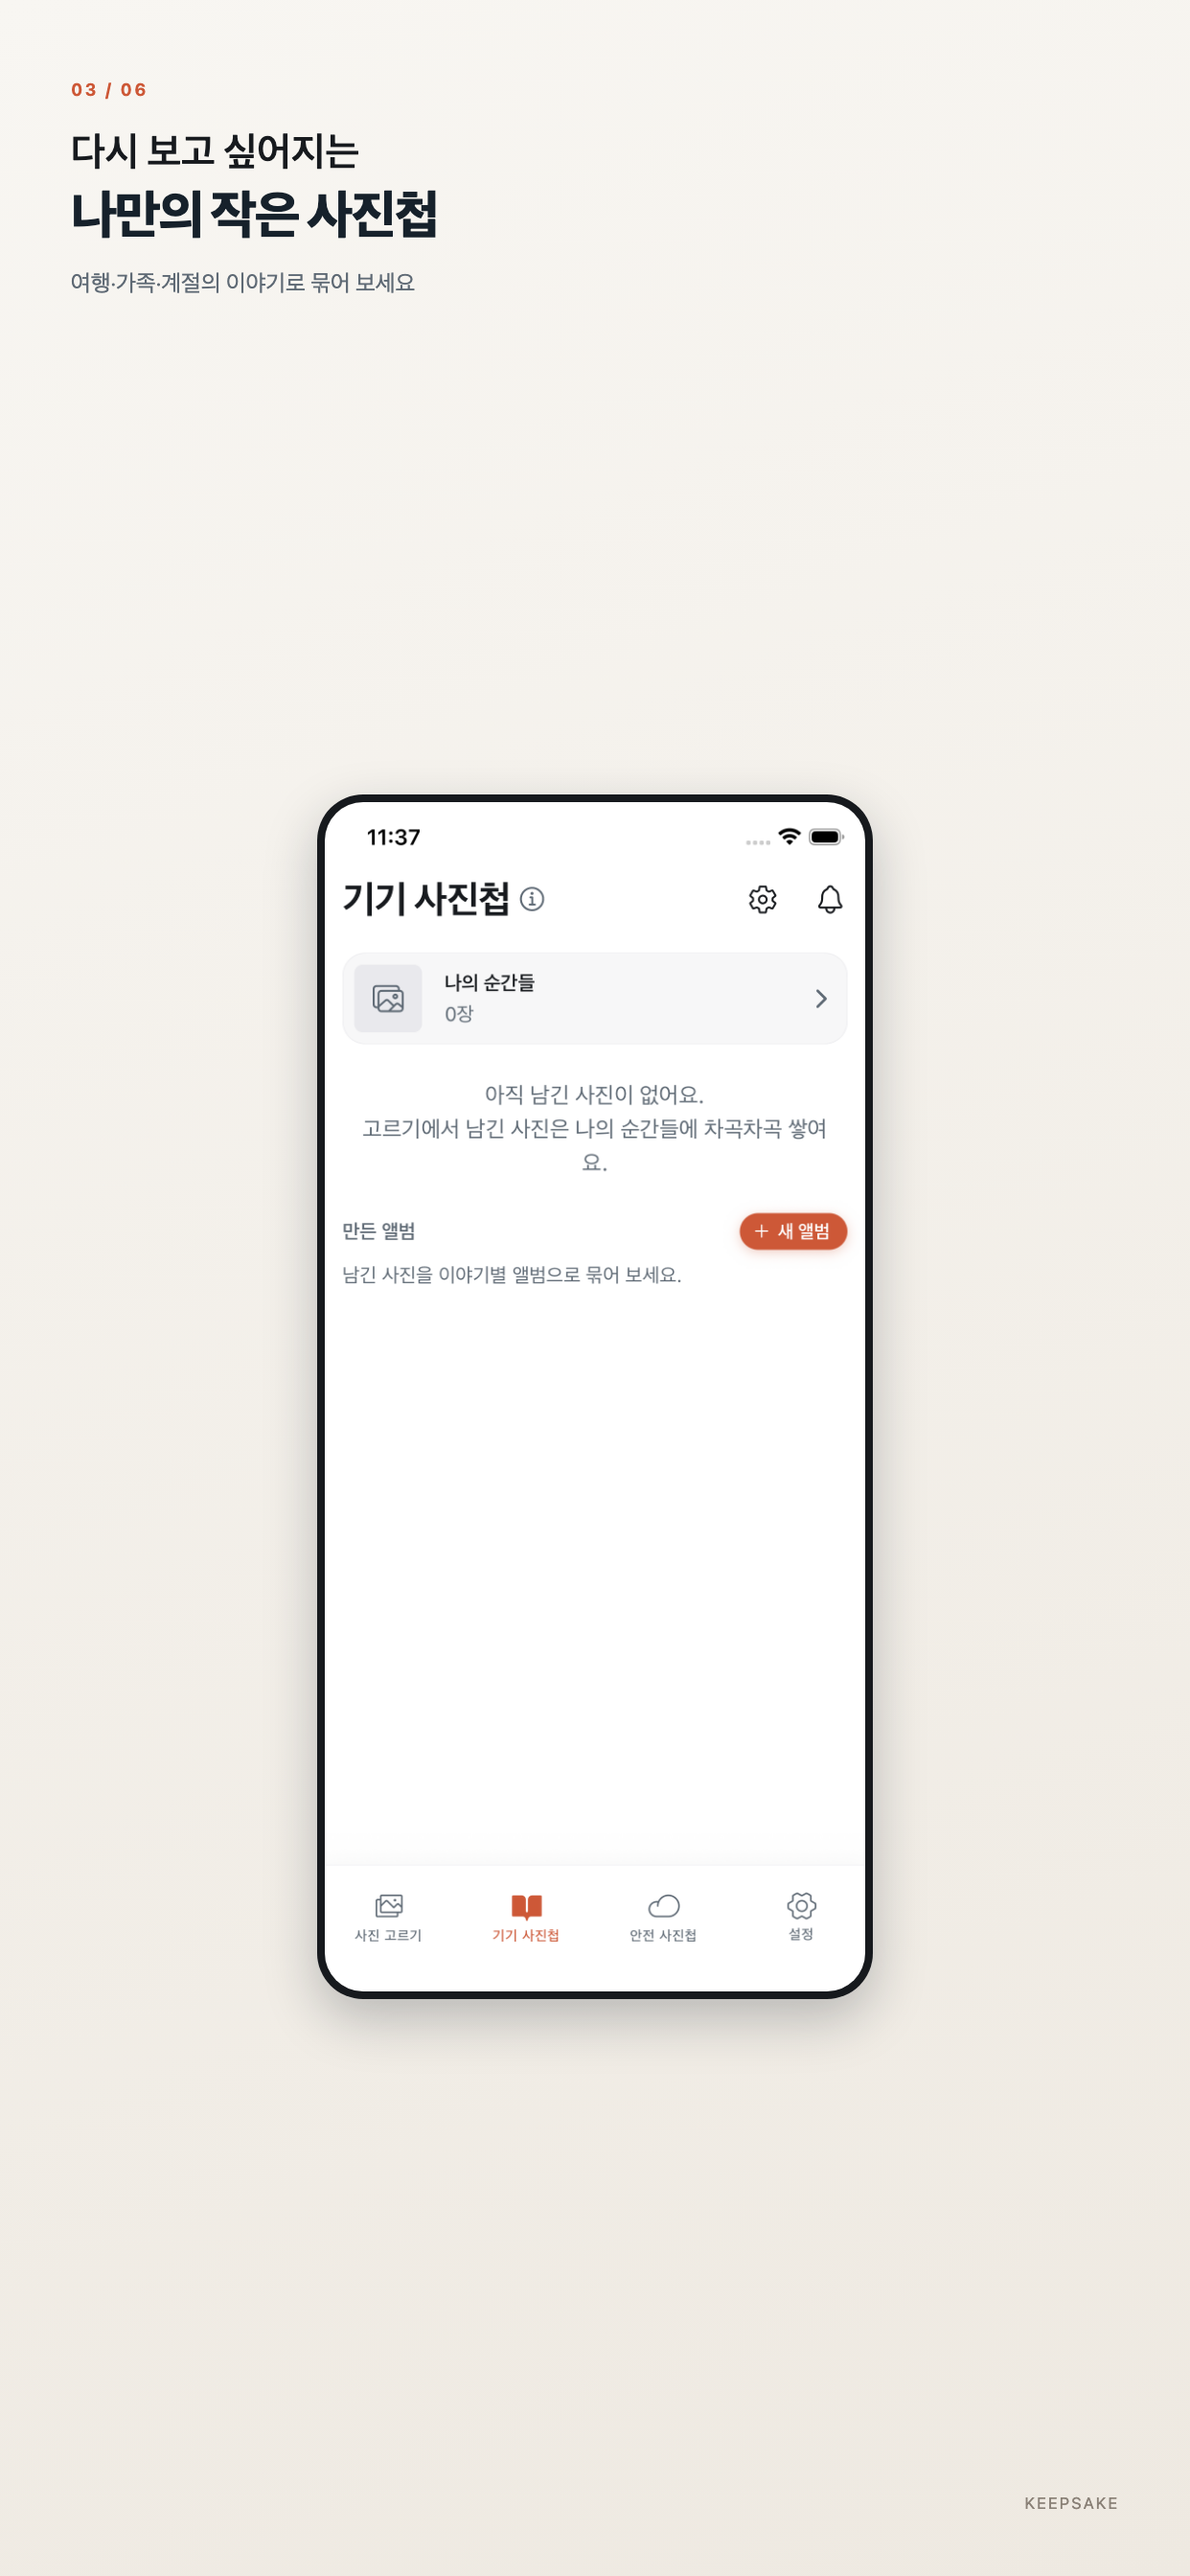 03 / 06
다시 보고 싶어지는
나만의 작은 사진첩
여행·가족·계절의 이야기로 묶어 보세요
11:37
기기 사진첩
나의 순간들
0장
아직 남긴 사진이 없어요.
고르기에서 남긴 사진은 나의 순간들에 차곡차곡 쌓여
요.
만든 앨범
+ 새 앨범
남긴 사진을 이야기별 앨범으로 묶어 보세요.
사진 고르기
기기 사진첩
안전 사진첩
설정
KEEPSAKE